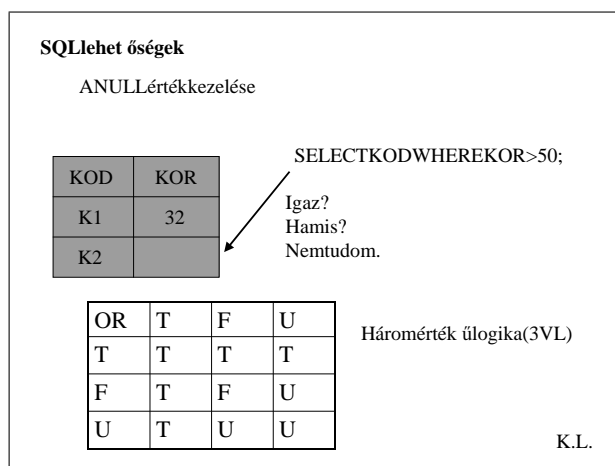 SQLlehet őségek
ANULLértékkezelése
SELECTKODWHEREKOR>50;
KOD KOR
K1 32
K2
Igaz?
Hamis?
Nemtudom.
OR T F U
T T T T
F T F U
U T U U
Háromérték űlogika(3VL)
K.L.